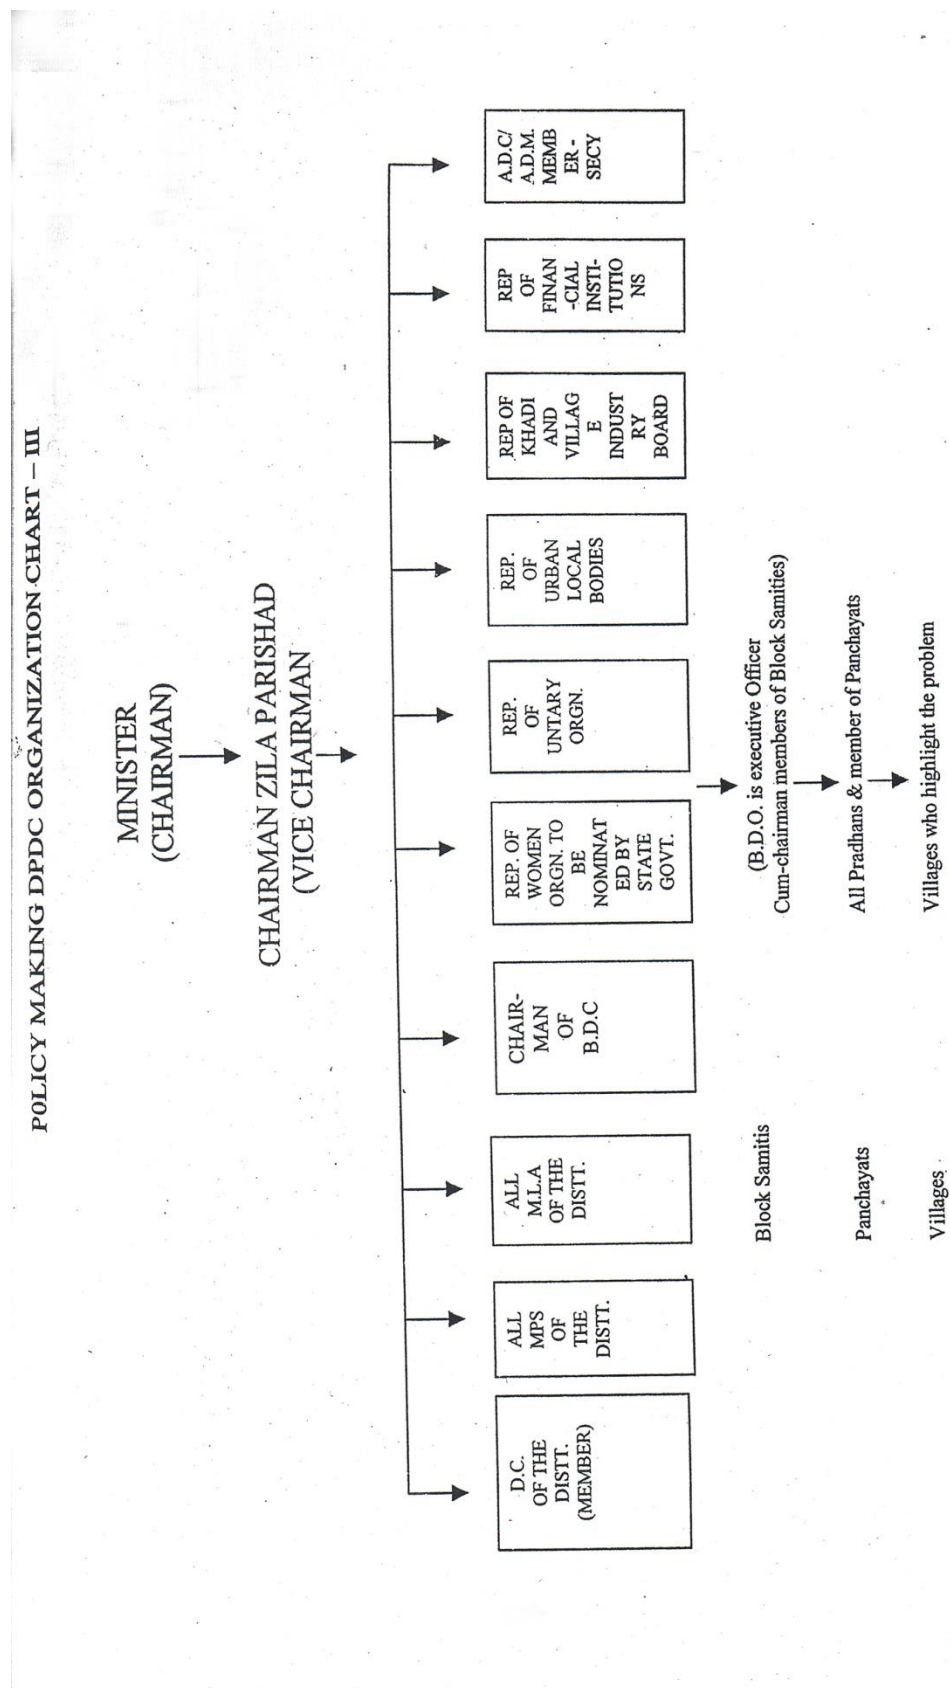 POLICY MAKING DPDC ORGANIZATION CHART – III
MINISTER
(CHAIRMAN)
CHAIRMAN ZILA PARISHAD
(VICE CHAIRMAN
D.C.
OF THE
DISTT.
(MEMBER)
ALL
MPS
OF
THE
DISTT.
ALL
M.L.A
OF THE
DISTT.
CHAIR-
MAN
OF
B.D.C
REP. OF
WOMEN
ORGN. TO
BE
NOMINAT
ED BY
STATE
GOVT.
REP.
OF
UNTARY
ORGN.
REP.
OF
URBAN
LOCAL
BODIES
REP OF
KHADI
AND
VILLAG
E
INDUST
RY
BOARD
REP
OF
FINAN
-CIAL
INSTI-
TUTIO
NS
A.D.C/
A.D.M.
MEMB
ER -
SECY
Block Samitis
(B.D.O. is executive Officer
Cum-chairman members of Block Samities)
Panchayats
All Pradhans & member of Panchayats
Villages
Villages who highlight the problem